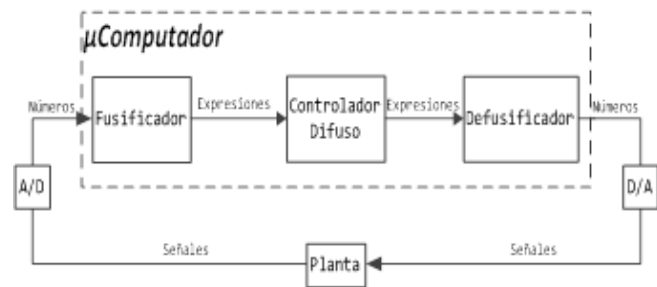 µComputador
Números
Expresiones
Expresiones
Números
Fusificador
Controlador
Difuso
Defusificador
A/D
D/A
Señales
Señales
Planta